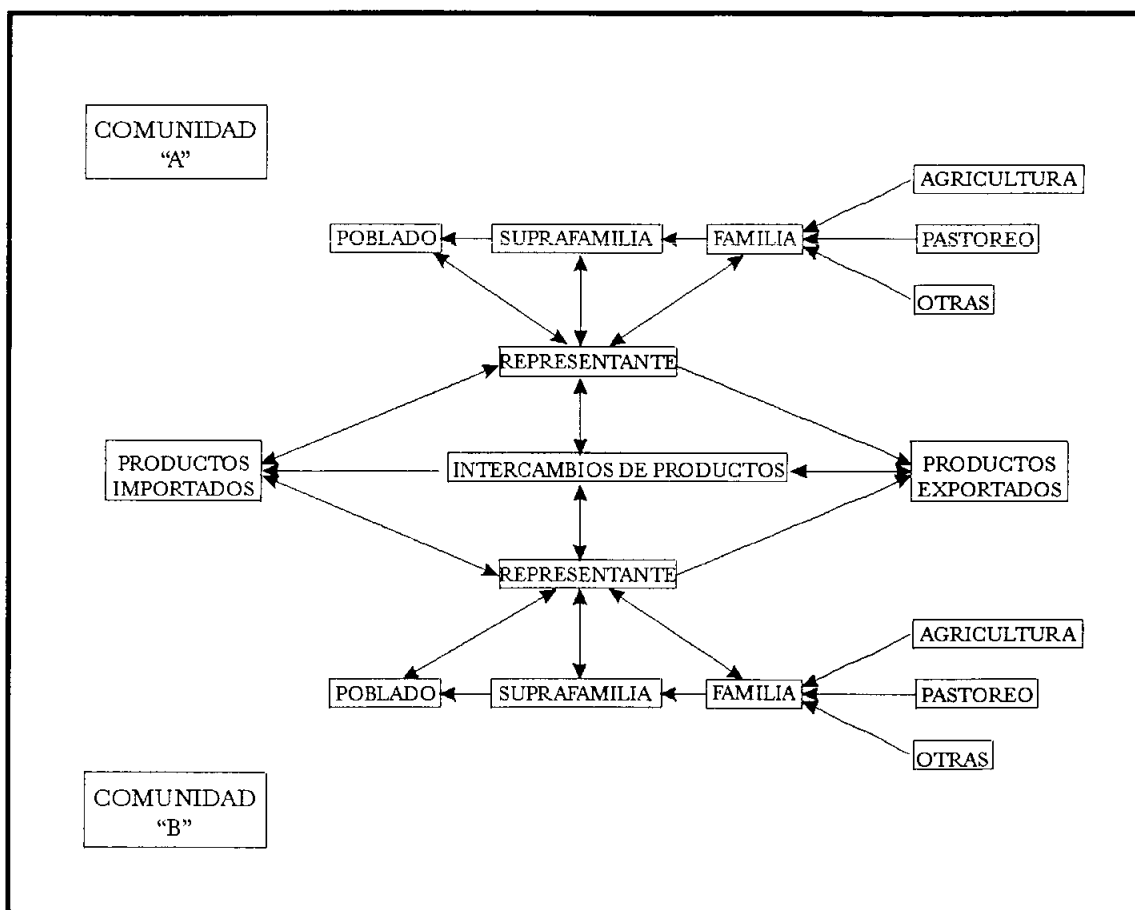 COMUNIDAD
“A”
AGRICULTURA
POBLADO
SUPRAFAMILIA
FAMILIA
PASTOREO
OTRAS
REPRESENTANTE
PRODUCTOS
IMPORTADOS
INTERCAMBIOS DE PRODUCTOS
PRODUCTOS
EXPORTADOS
REPRESENTANTE
AGRICULTURA
POBLADO
SUPRAFAMILIA
FAMILIA
PASTOREO
OTRAS
COMUNIDAD
“B”